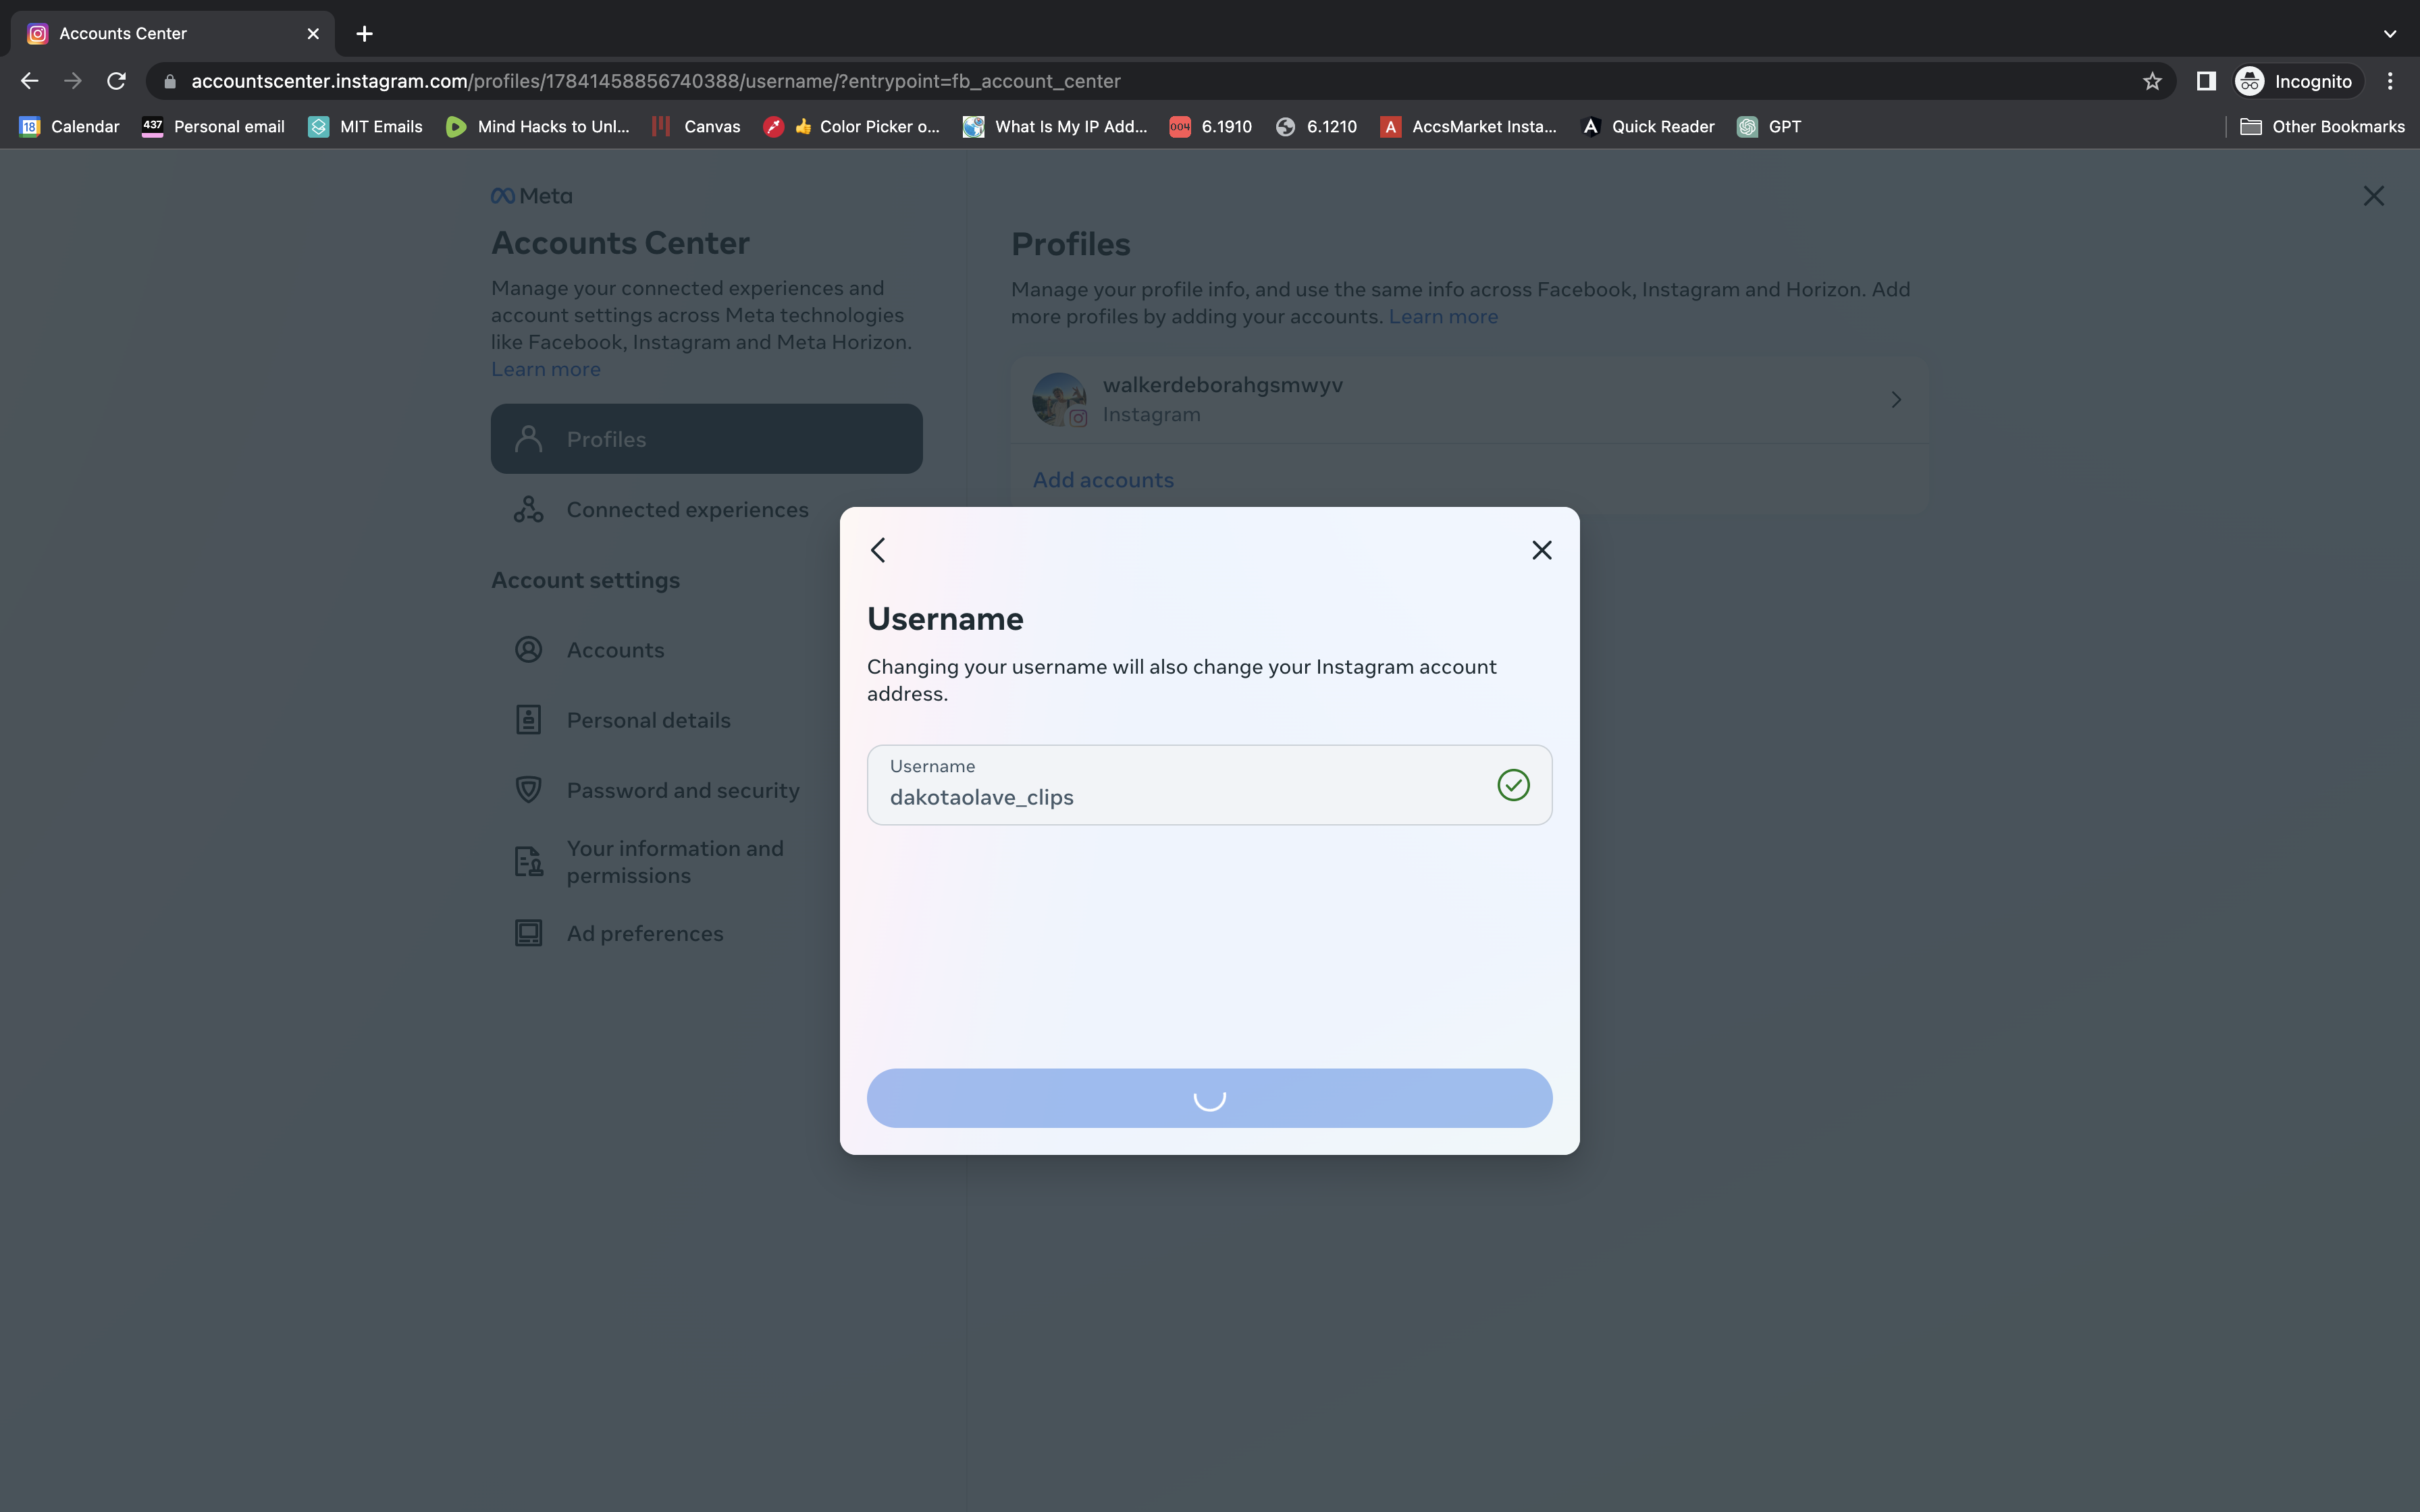 Accounts Center
accountscenter.instagram.com/profiles/17841458856740388/username/?entrypoint=fb_account_center
Incognito
18 Calendar
437 Personal email
MIT Emails
Mind Hacks to Unl...
Canvas
👍 Color Picker o...
What Is My IP Add...
004 6.1910
6.1210
A AccsMarket Insta...
A Quick Reader
GPT
Other Bookmarks
Meta
Accounts Center
Manage your connected experiences and
account settings across Meta technologies
like Facebook, Instagram and Meta Horizon.
Learn more
Profiles
Connected experiences
Account settings
Accounts
Personal details
Password and security
Your information and
permissions
Ad preferences
Profiles
Manage your profile info, and use the same info across Facebook, Instagram and Horizon. Add
more profiles by adding your accounts. Learn more
walkerdeborahgsmwyv
Instagram
Add accounts
Username
Changing your username will also change your Instagram account
address.
Username
dakotaolave_clips